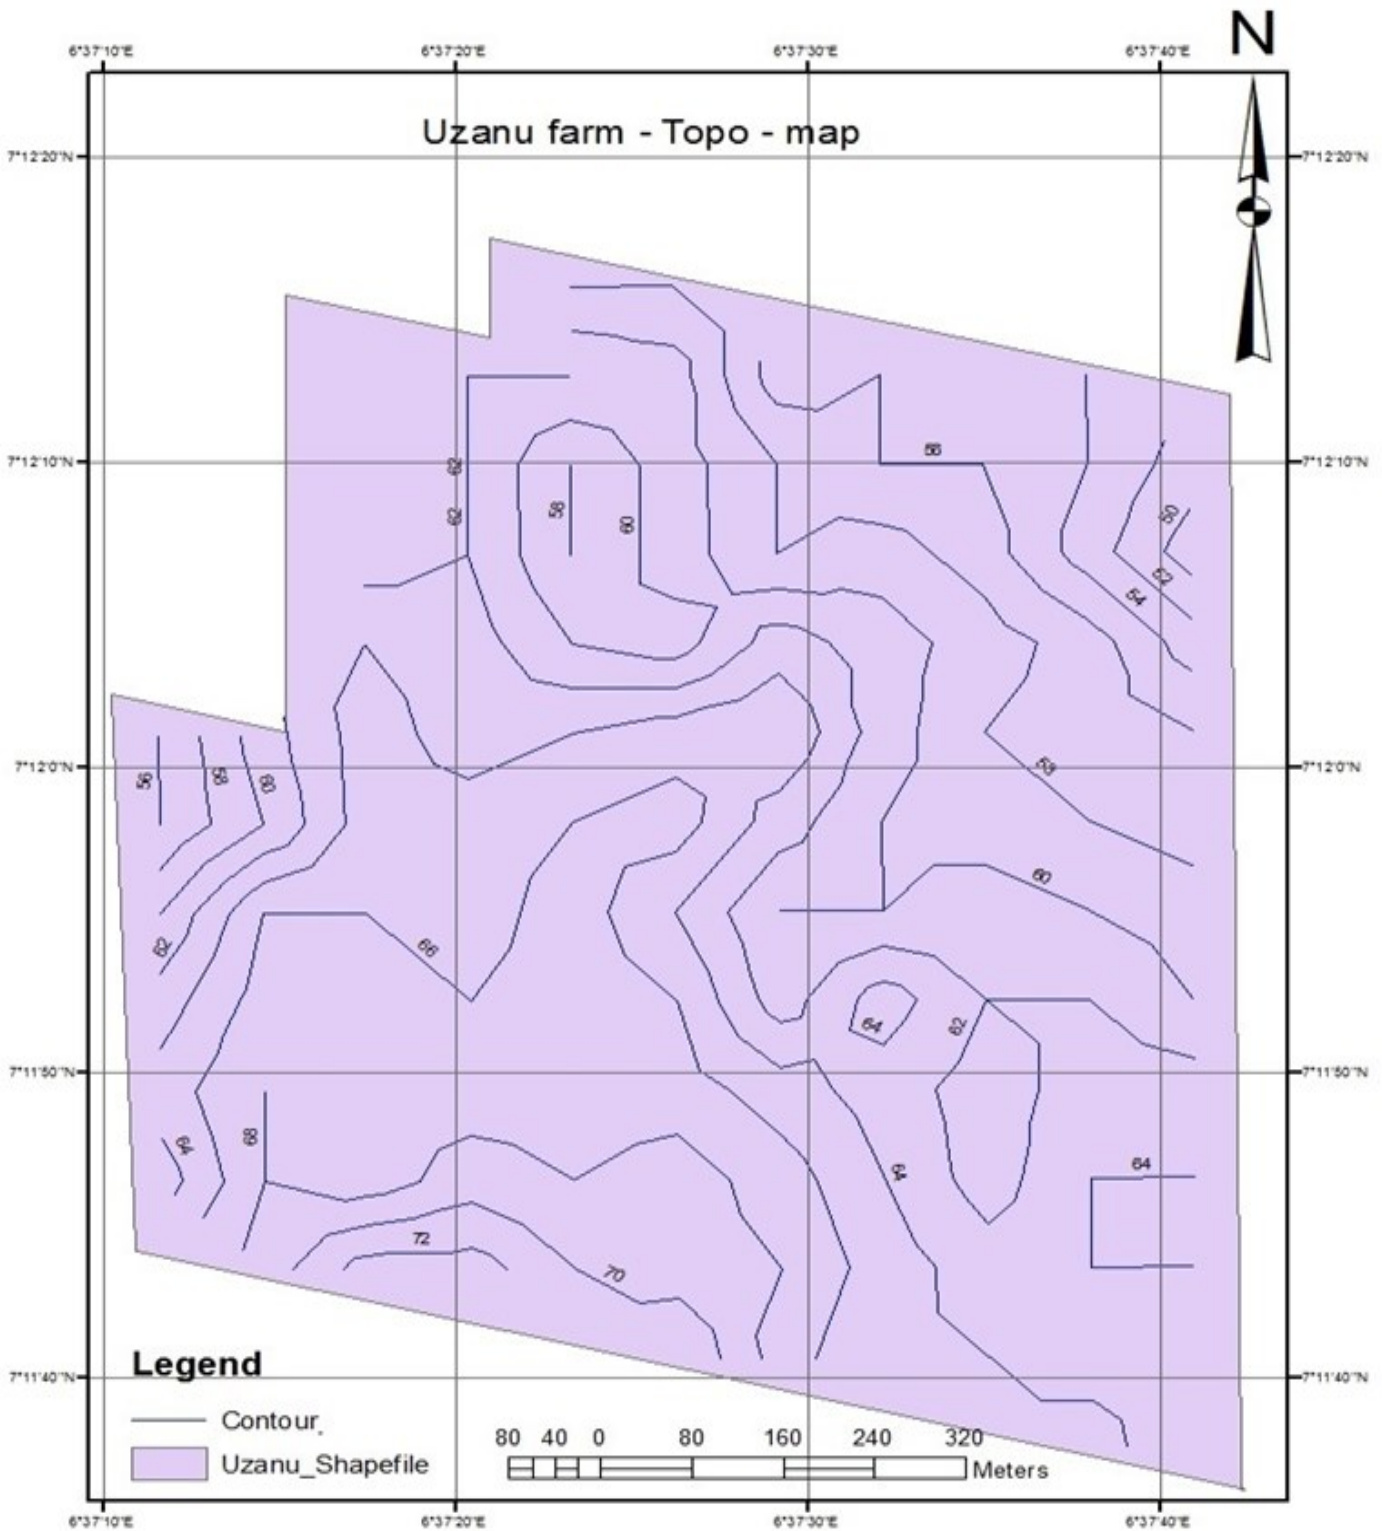 N
6°37'10"E 6°37'20"E 6°37'30"E 6°37'40"E
Uzanu farm - Topo - map
7°12'20"N 7°12'20"N
7°12'10"N 7°12'10"N
62
56
62
58
60
50
52
54
7°12'0"N 7°12'0"N
56
58
60
58
60
62
66
64
62
7°11'50"N 7°11'50"N
64
68
64
64
72
70
7°11'40"N 7°11'40"N
Legend
Contour
Uzanu_Shapefile
80 40 0 80 160 240 320
Meters
6°37'10"E 6°37'20"E 6°37'30"E 6°37'40"E